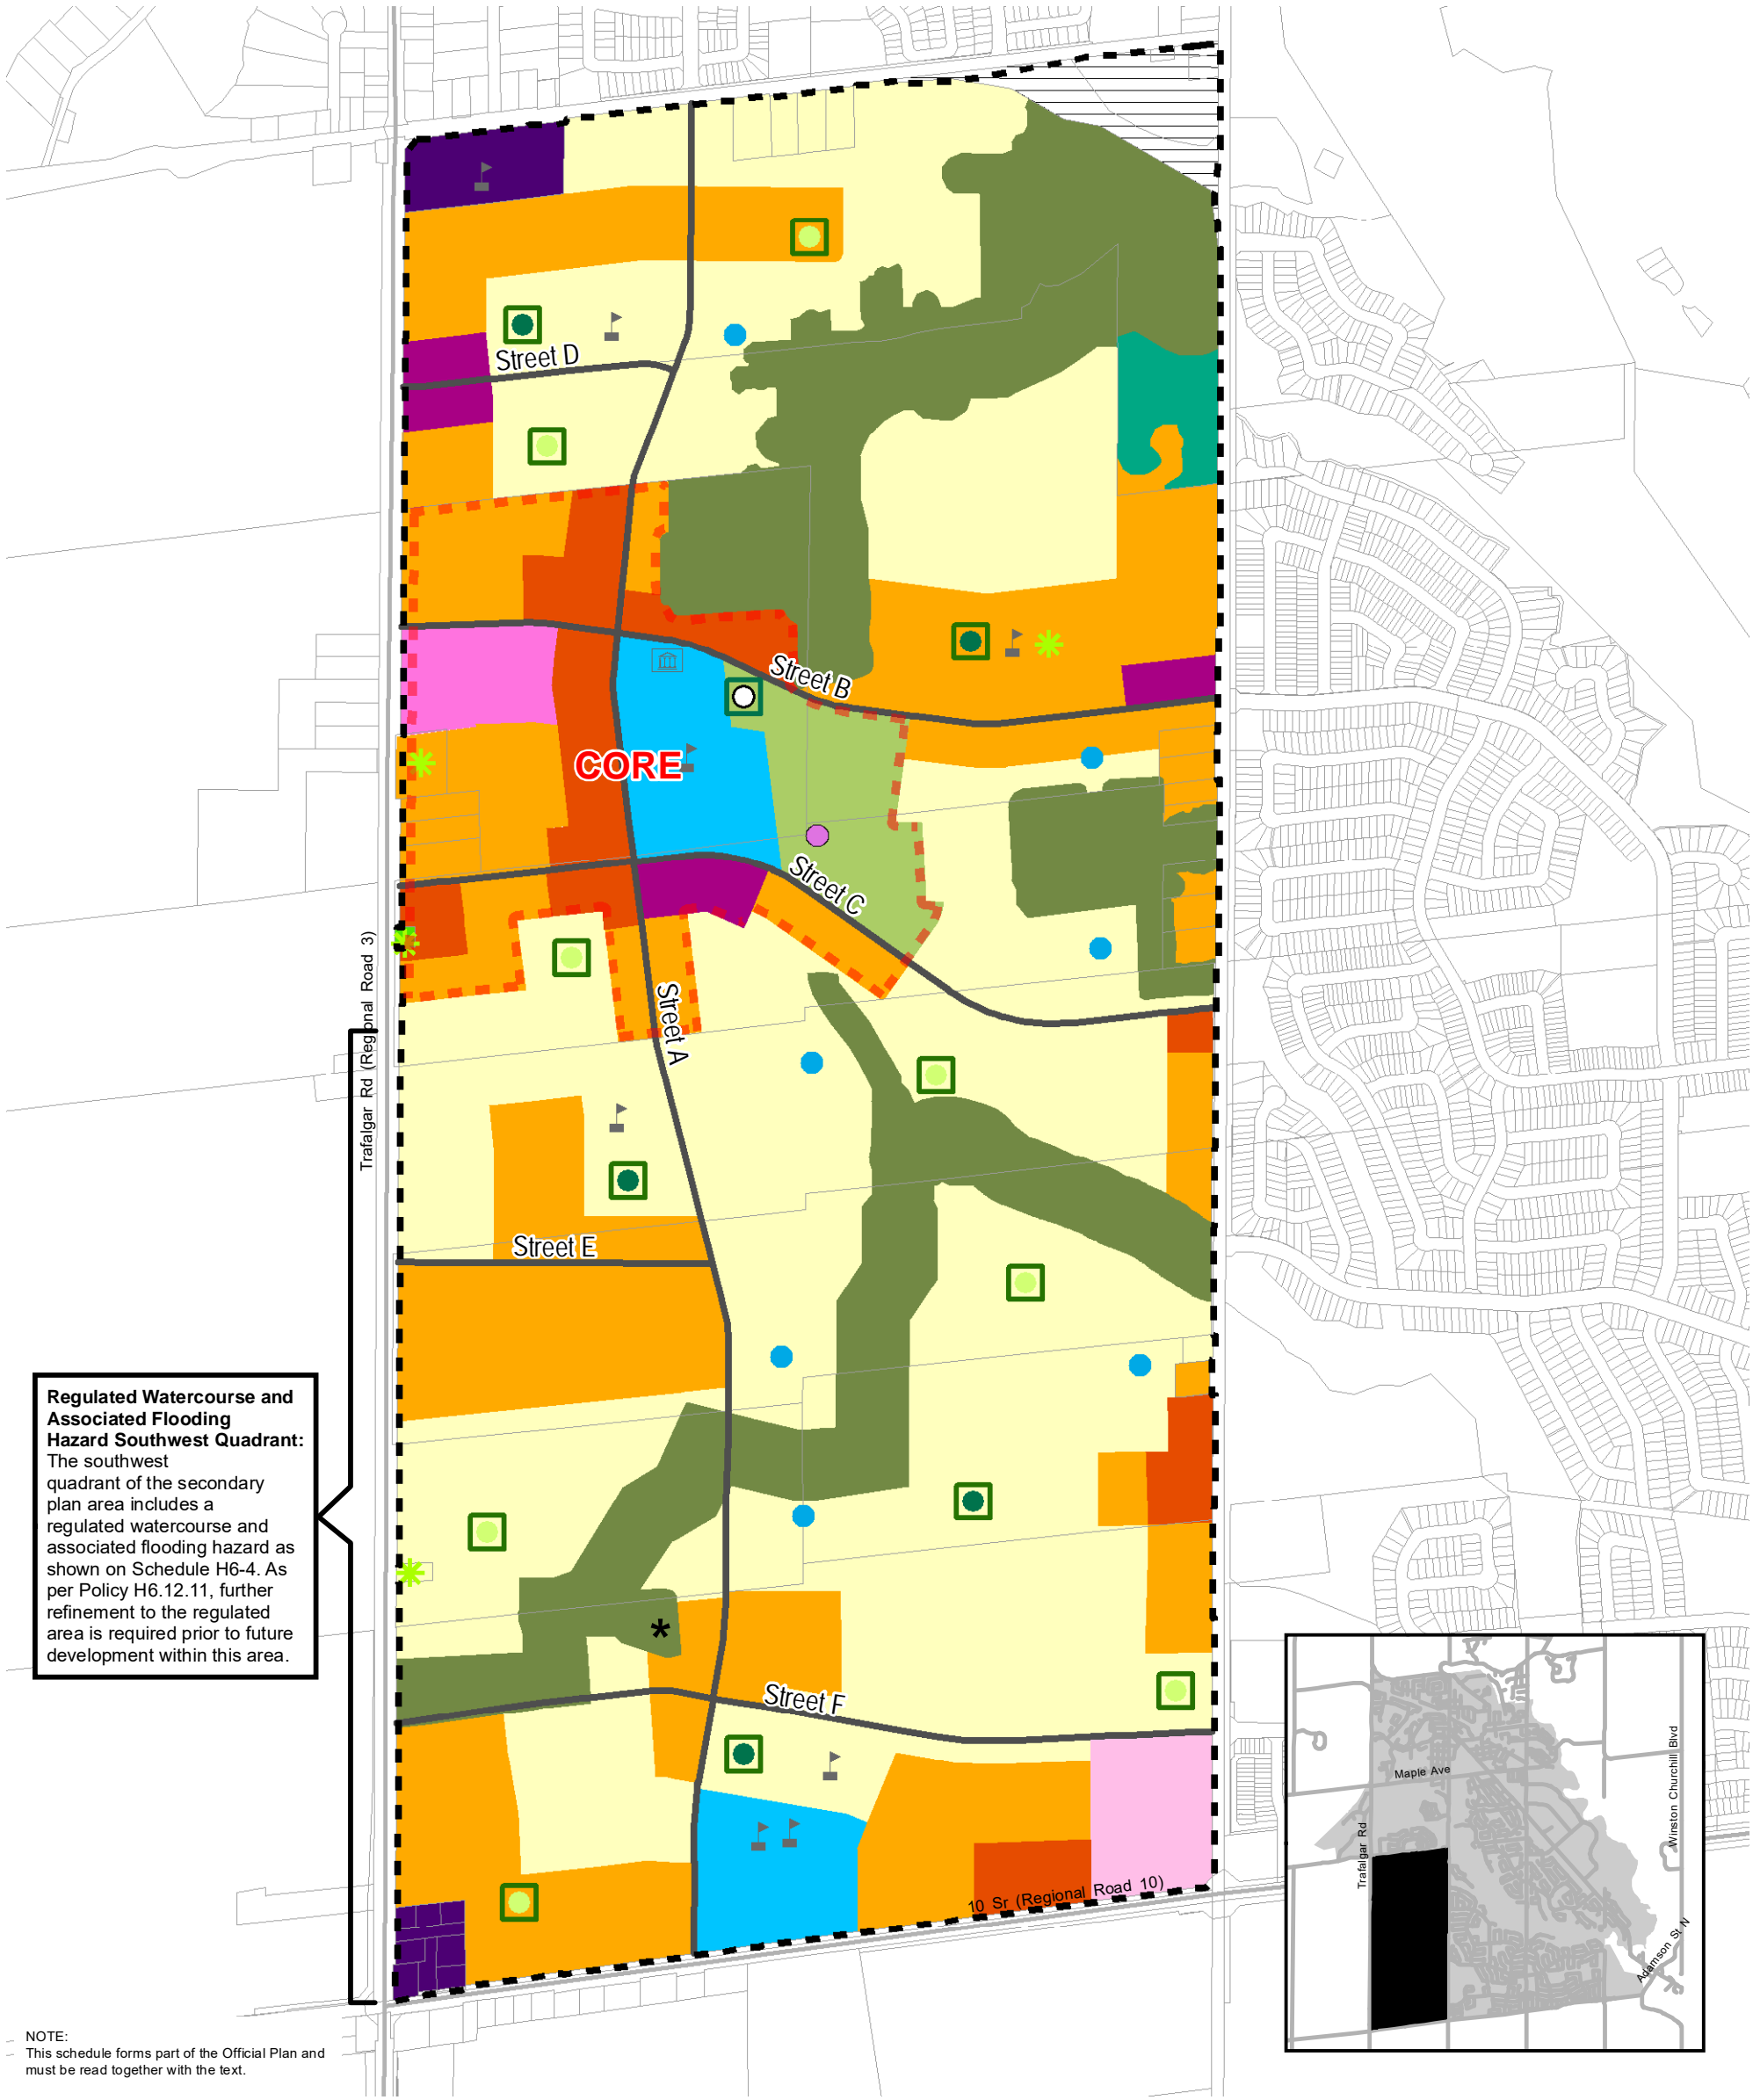 Street D
Street B
CORE
Street C
Trafalgar Rd (Regional Road 3)
Street A
Street E
Regulated Watercourse and
Associated Flooding
Hazard Southwest Quadrant:
The southwest
quadrant of the secondary
plan area includes a
regulated watercourse and
associated flooding hazard as
shown on Schedule H6-4. As
per Policy H6.12.11, further
refinement to the regulated
area is required prior to future
development within this area.
*
Street F
10 Sr (Regional Road 10)
Maple Ave
Trafalgar Rd
Winston Churchill Blvd
Adamson St N
NOTE:
This schedule forms part of the Official Plan and
must be read together with the text.